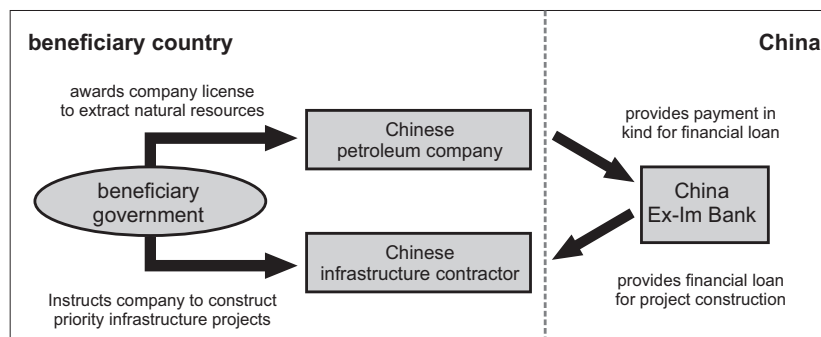 beneficiary country
China
awards company license
to extract natural resources
Chinese
petroleum company
provides payment in
kind for financial loan
beneficiary
government
China
Ex-Im Bank
Chinese
infrastructure contractor
Instructs company to construct
priority infrastructure projects
provides financial loan
for project construction